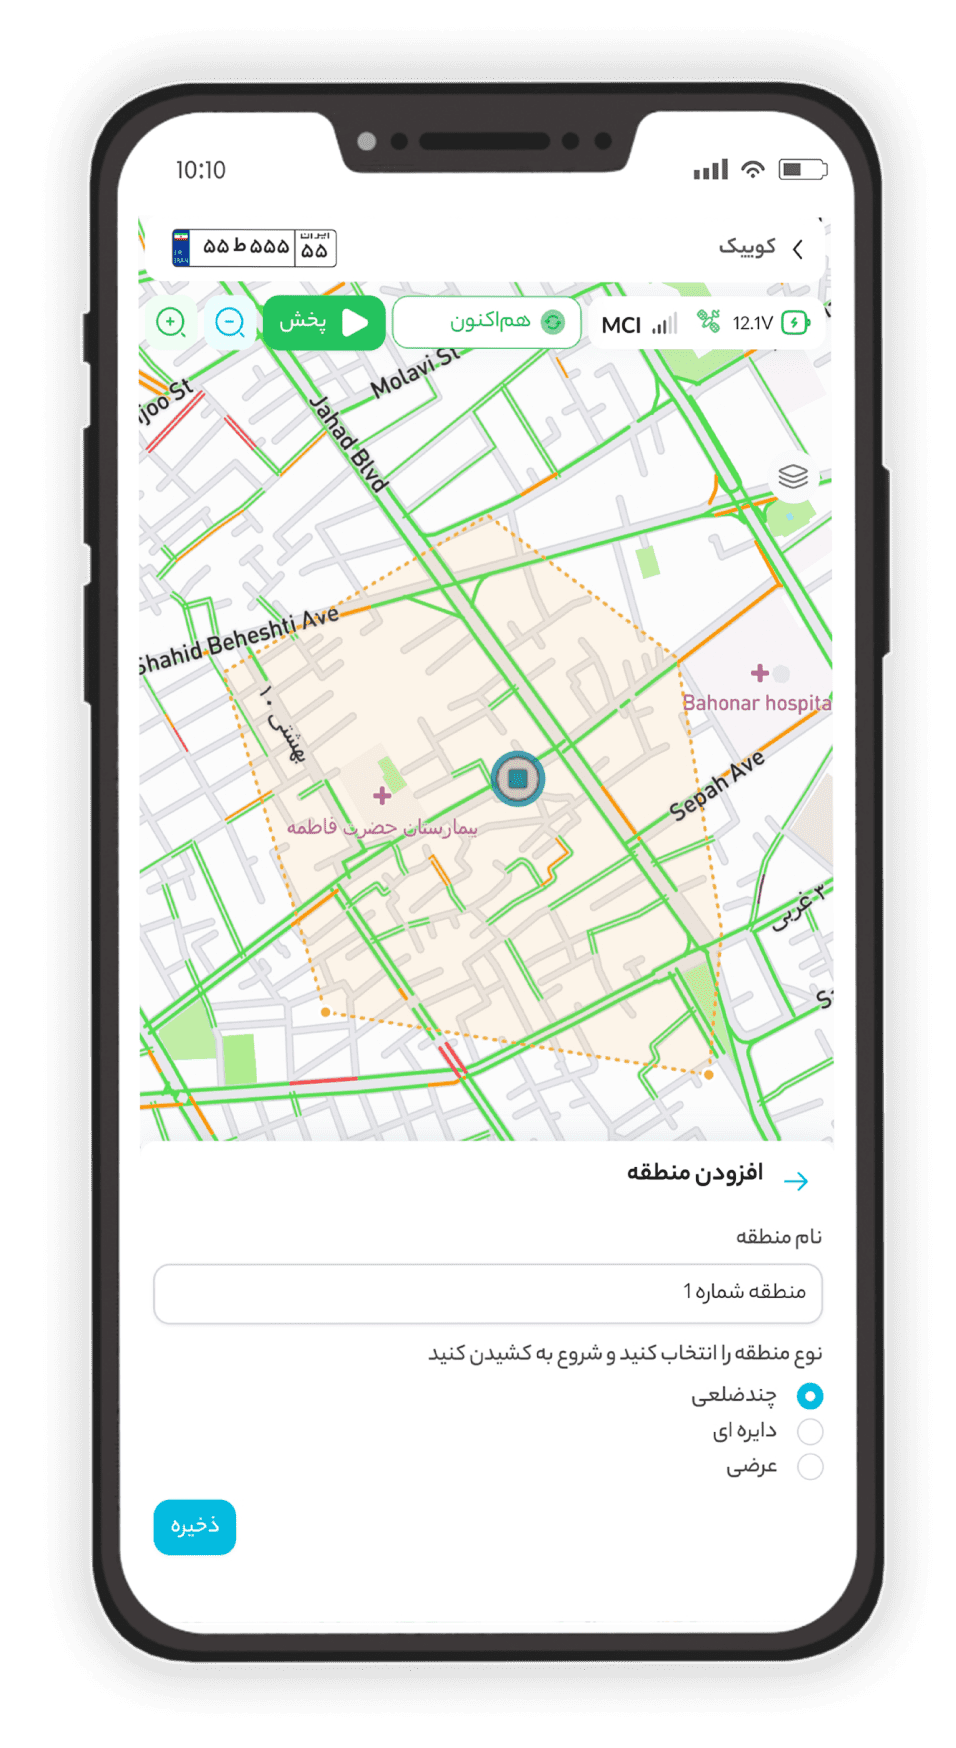 10:10
کوییک
ایران
۵۵
۵۵۵ ط ۵۵
I.R.
IRAN
12.1V
MCI
هم‌اکنون
پخش
Molavi St
joo St
Jahad Blvd
Shahid Beheshti Ave
بهشتی ۱۰
Bahonar hospita
Sepah Ave
بیمارستان حضرت فاطمه
۳ غربی
S
افزودن منطقه
نام منطقه
منطقه شماره 1
نوع منطقه را انتخاب کنید و شروع به کشیدن کنید
چندضلعی
دایره ای
عرضی
ذخیره